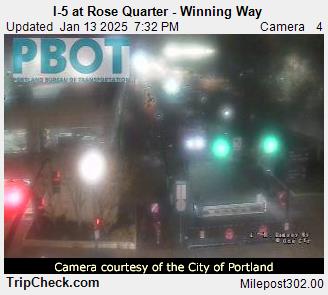 I-5 at Rose Quarter - Winning Way
Updated Jan 13 2025 7:32 PM Camera 4
PBOT
PORTLAND BUREAU OF TRANSPORTATION
Camera courtesy of the City of Portland
TripCheck.com Milepost302.00